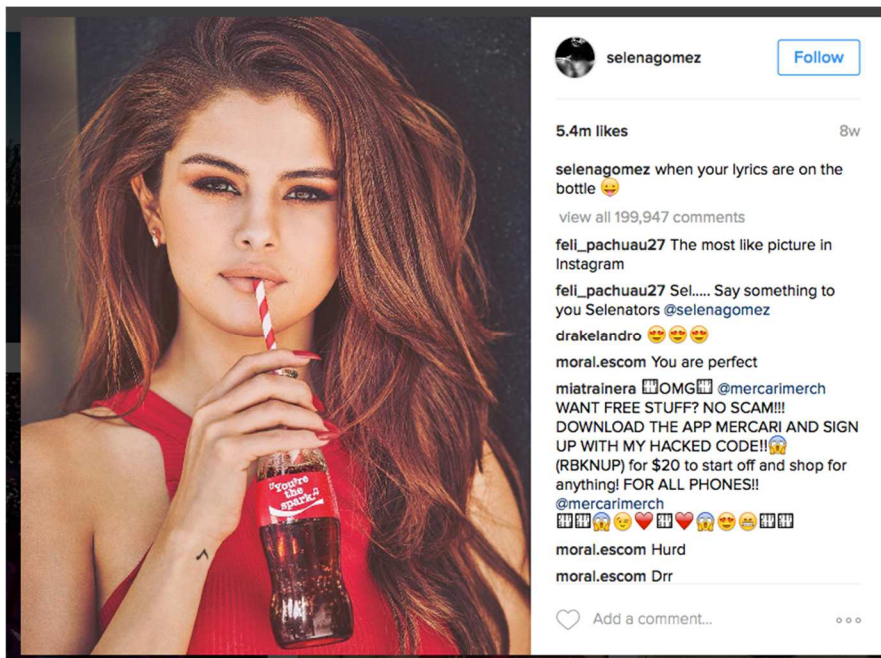 selenagomez
Follow
5.4m likes
8w
selenagomez when your lyrics are on the
bottle 😛
view all 199,947 comments
feli_pachuau27 The most like picture in
Instagram
feli_pachuau27 Sel..... Say something to
you Selenators @selenagomez
drakelandro 😍😍😍
moral.escom You are perfect
miatrainera OMG @mercarimerch
WANT FREE STUFF? NO SCAM!!!
DOWNLOAD THE APP MERCARI AND SIGN
UP WITH MY HACKED CODE!!😱
(RBKNUP) for $20 to start off and shop for
anything! FOR ALL PHONES!!
@mercarimerch
😱😉❤️❤️😱😍😁
moral.escom Hurd
moral.escom Drr
Add a comment...
"You're
the
spark."